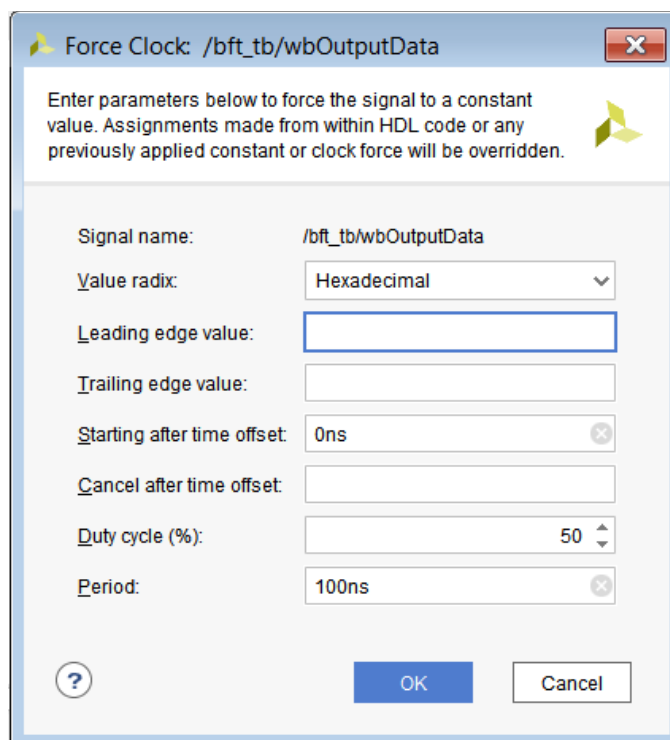 Force Clock: /bft_tb/wbOutputData
Enter parameters below to force the signal to a constant
value. Assignments made from within HDL code or any
previously applied constant or clock force will be overridden.
Signal name: /bft_tb/wbOutputData
Value radix: Hexadecimal
Leading edge value:
Trailing edge value:
Starting after time offset: 0ns
Cancel after time offset:
Duty cycle (%): 50
Period: 100ns
? OK Cancel